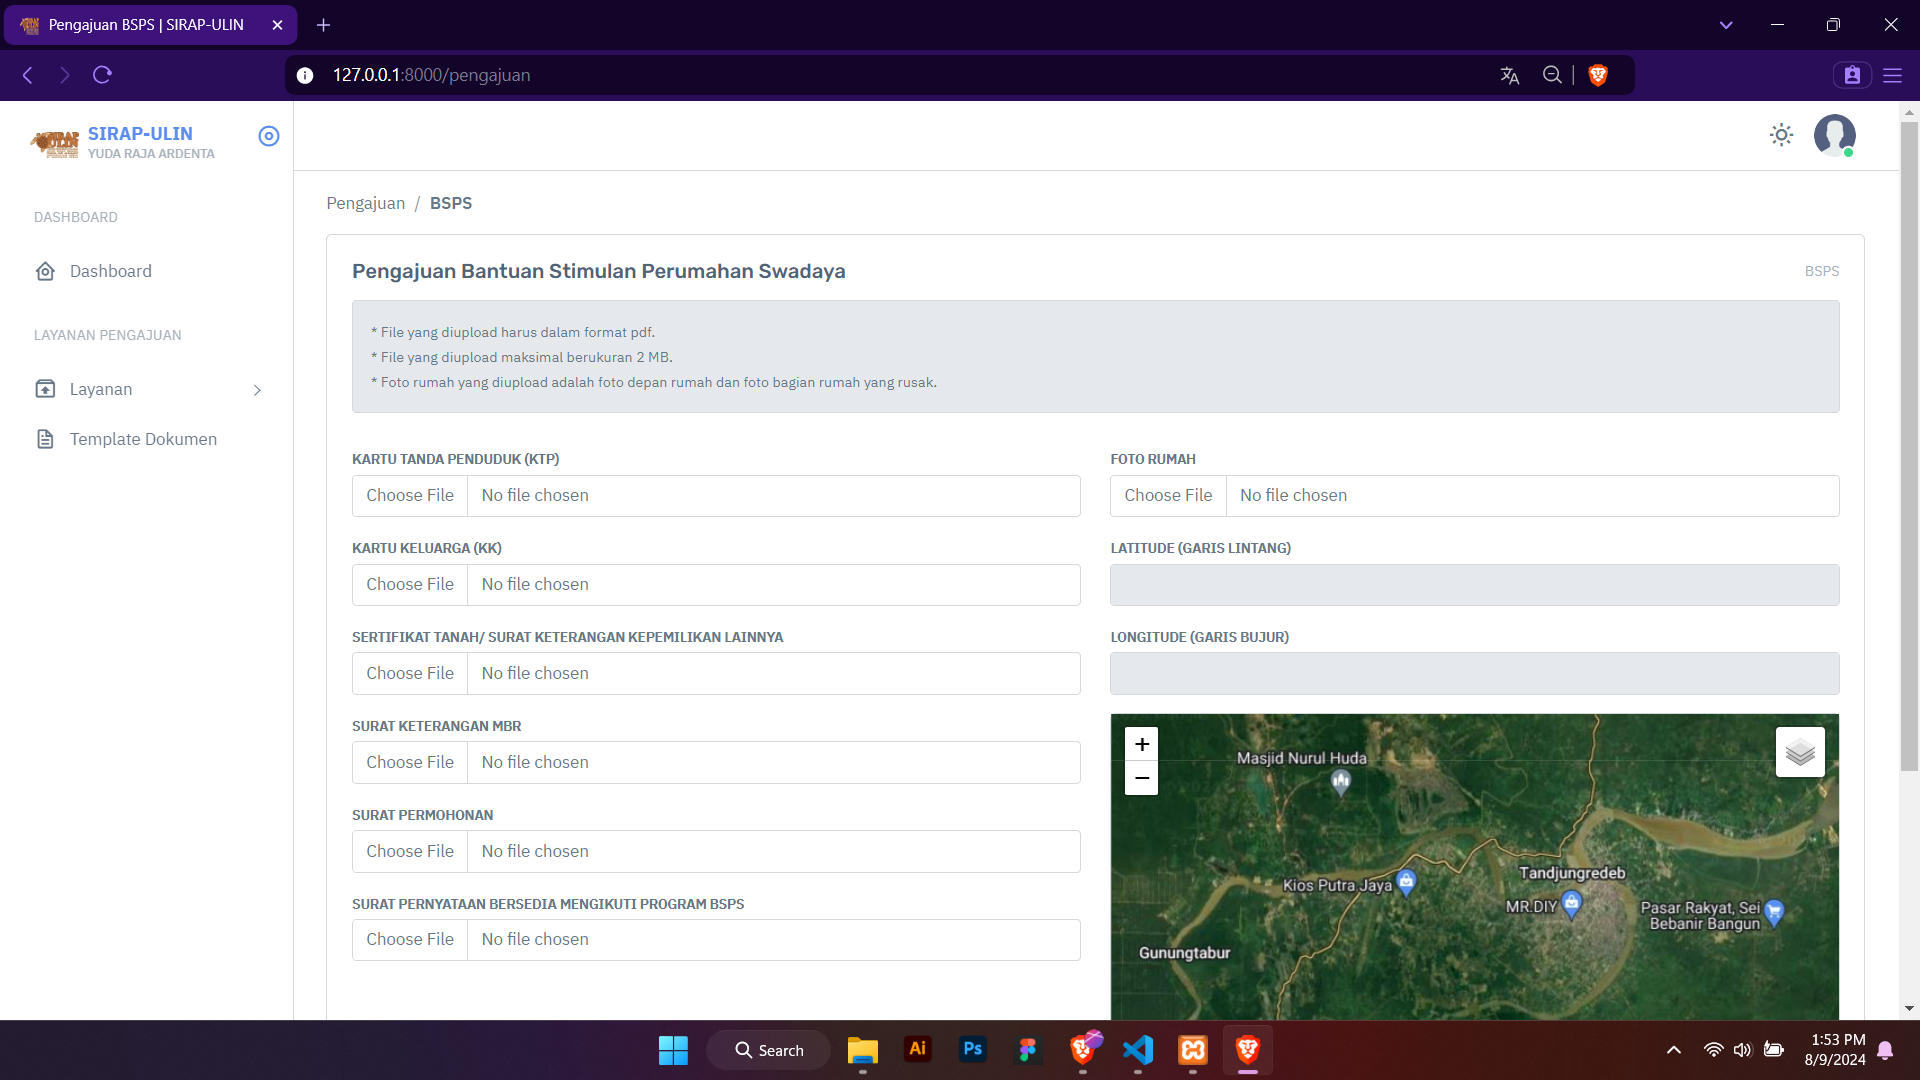 Pengajuan BSPS | SIRAP-ULIN
127.0.0.1:8000/pengajuan
SIRAP-ULIN
YUDA RAJA ARDENTA
DASHBOARD
Dashboard
LAYANAN PENGAJUAN
Layanan
Template Dokumen
Pengajuan / BSPS
Pengajuan Bantuan Stimulan Perumahan Swadaya
BSPS
* File yang diupload harus dalam format pdf.
* File yang diupload maksimal berukuran 2 MB.
* Foto rumah yang diupload adalah foto depan rumah dan foto bagian rumah yang rusak.
KARTU TANDA PENDUDUK (KTP)
Choose File No file chosen
KARTU KELUARGA (KK)
Choose File No file chosen
SERTIFIKAT TANAH/ SURAT KETERANGAN KEPEMILIKAN LAINNYA
Choose File No file chosen
SURAT KETERANGAN MBR
Choose File No file chosen
SURAT PERMOHONAN
Choose File No file chosen
SURAT PERNYATAAN BERSEDIA MENGIKUTI PROGRAM BSPS
Choose File No file chosen
FOTO RUMAH
Choose File No file chosen
LATITUDE (GARIS LINTANG)
LONGITUDE (GARIS BUJUR)
+
−
Masjid Nurul Huda
Tandjungredeb
Kios Putra Jaya
MR.DIY
Pasar Rakyat, Sei
Bebanir Bangun
Gunungtabur
Search
Ai
Ps
1:53 PM
8/9/2024